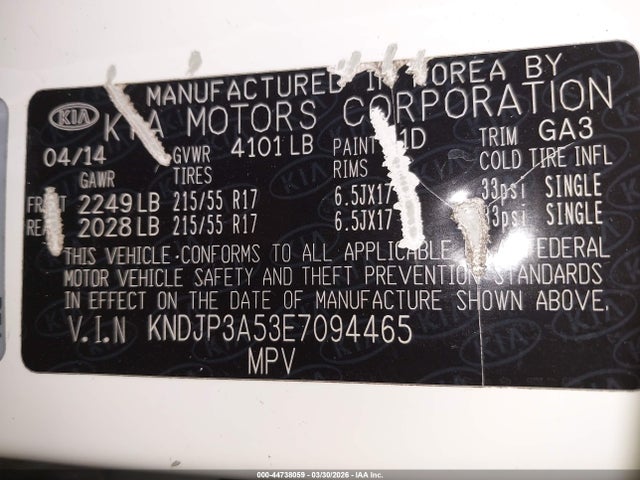 MANUFACTURED IN KOREA BY
KIA KIA MOTORS CORPORATION
04/14 GVWR 4101 LB PAINT 1D TRIM GA3
GAWR TIRES RIMS COLD TIRE INFL
FRONT 2249 LB 215/55 R17 6.5JX17 33psi SINGLE
REAR 2028 LB 215/55 R17 6.5JX17 33psi SINGLE
THIS VEHICLE CONFORMS TO ALL APPLICABLE FEDERAL
MOTOR VEHICLE SAFETY AND THEFT PREVENTION STANDARDS
IN EFFECT ON THE DATE OF MANUFACTURE SHOWN ABOVE.
V.I.N KNDJP3A53E7094465
MPV
000-44738059 | 03/30/2026 | IAA Inc.